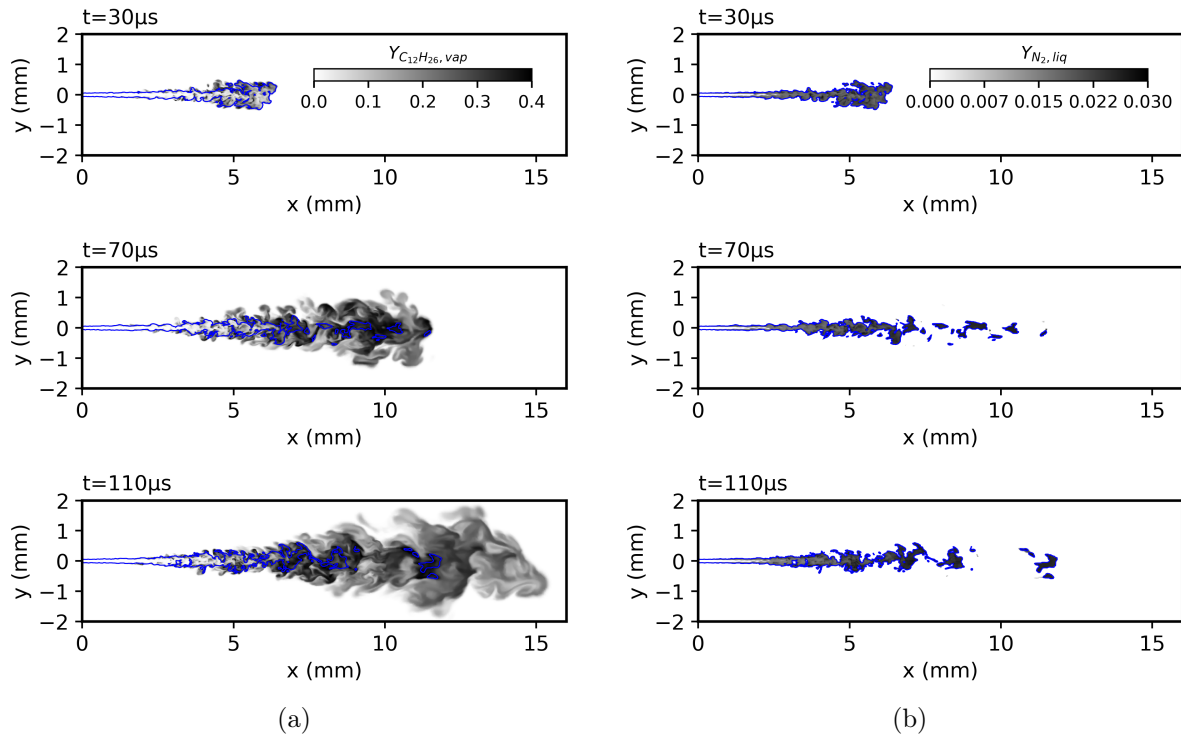 t=30µs
Y_{C_{12}H_{26}, vap}
0.0 0.1 0.2 0.3 0.4
y (mm)
2
1
0
−1
−2
0 5 10 15
x (mm)
t=30µs
Y_{N_2, liq}
0.000 0.007 0.015 0.022 0.030
y (mm)
2
1
0
−1
−2
0 5 10 15
x (mm)
t=70µs
y (mm)
2
1
0
−1
−2
0 5 10 15
x (mm)
t=70µs
y (mm)
2
1
0
−1
−2
0 5 10 15
x (mm)
t=110µs
y (mm)
2
1
0
−1
−2
0 5 10 15
x (mm)
t=110µs
y (mm)
2
1
0
−1
−2
0 5 10 15
x (mm)
(a)
(b)